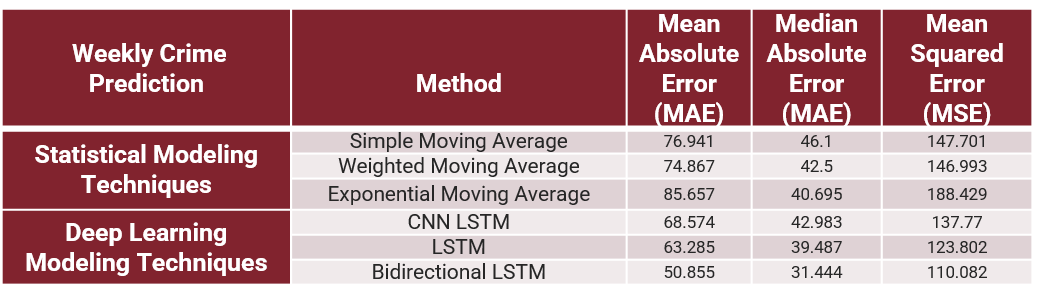 Weekly Crime
Prediction
Method
Mean
Absolute
Error
(MAE)
Median
Absolute
Error
(MAE)
Mean
Squared
Error
(MSE)
Statistical Modeling
Techniques
Simple Moving Average 76.941 46.1 147.701
Weighted Moving Average 74.867 42.5 146.993
Exponential Moving Average 85.657 40.695 188.429
Deep Learning
Modeling Techniques
CNN LSTM 68.574 42.983 137.77
LSTM 63.285 39.487 123.802
Bidirectional LSTM 50.855 31.444 110.082